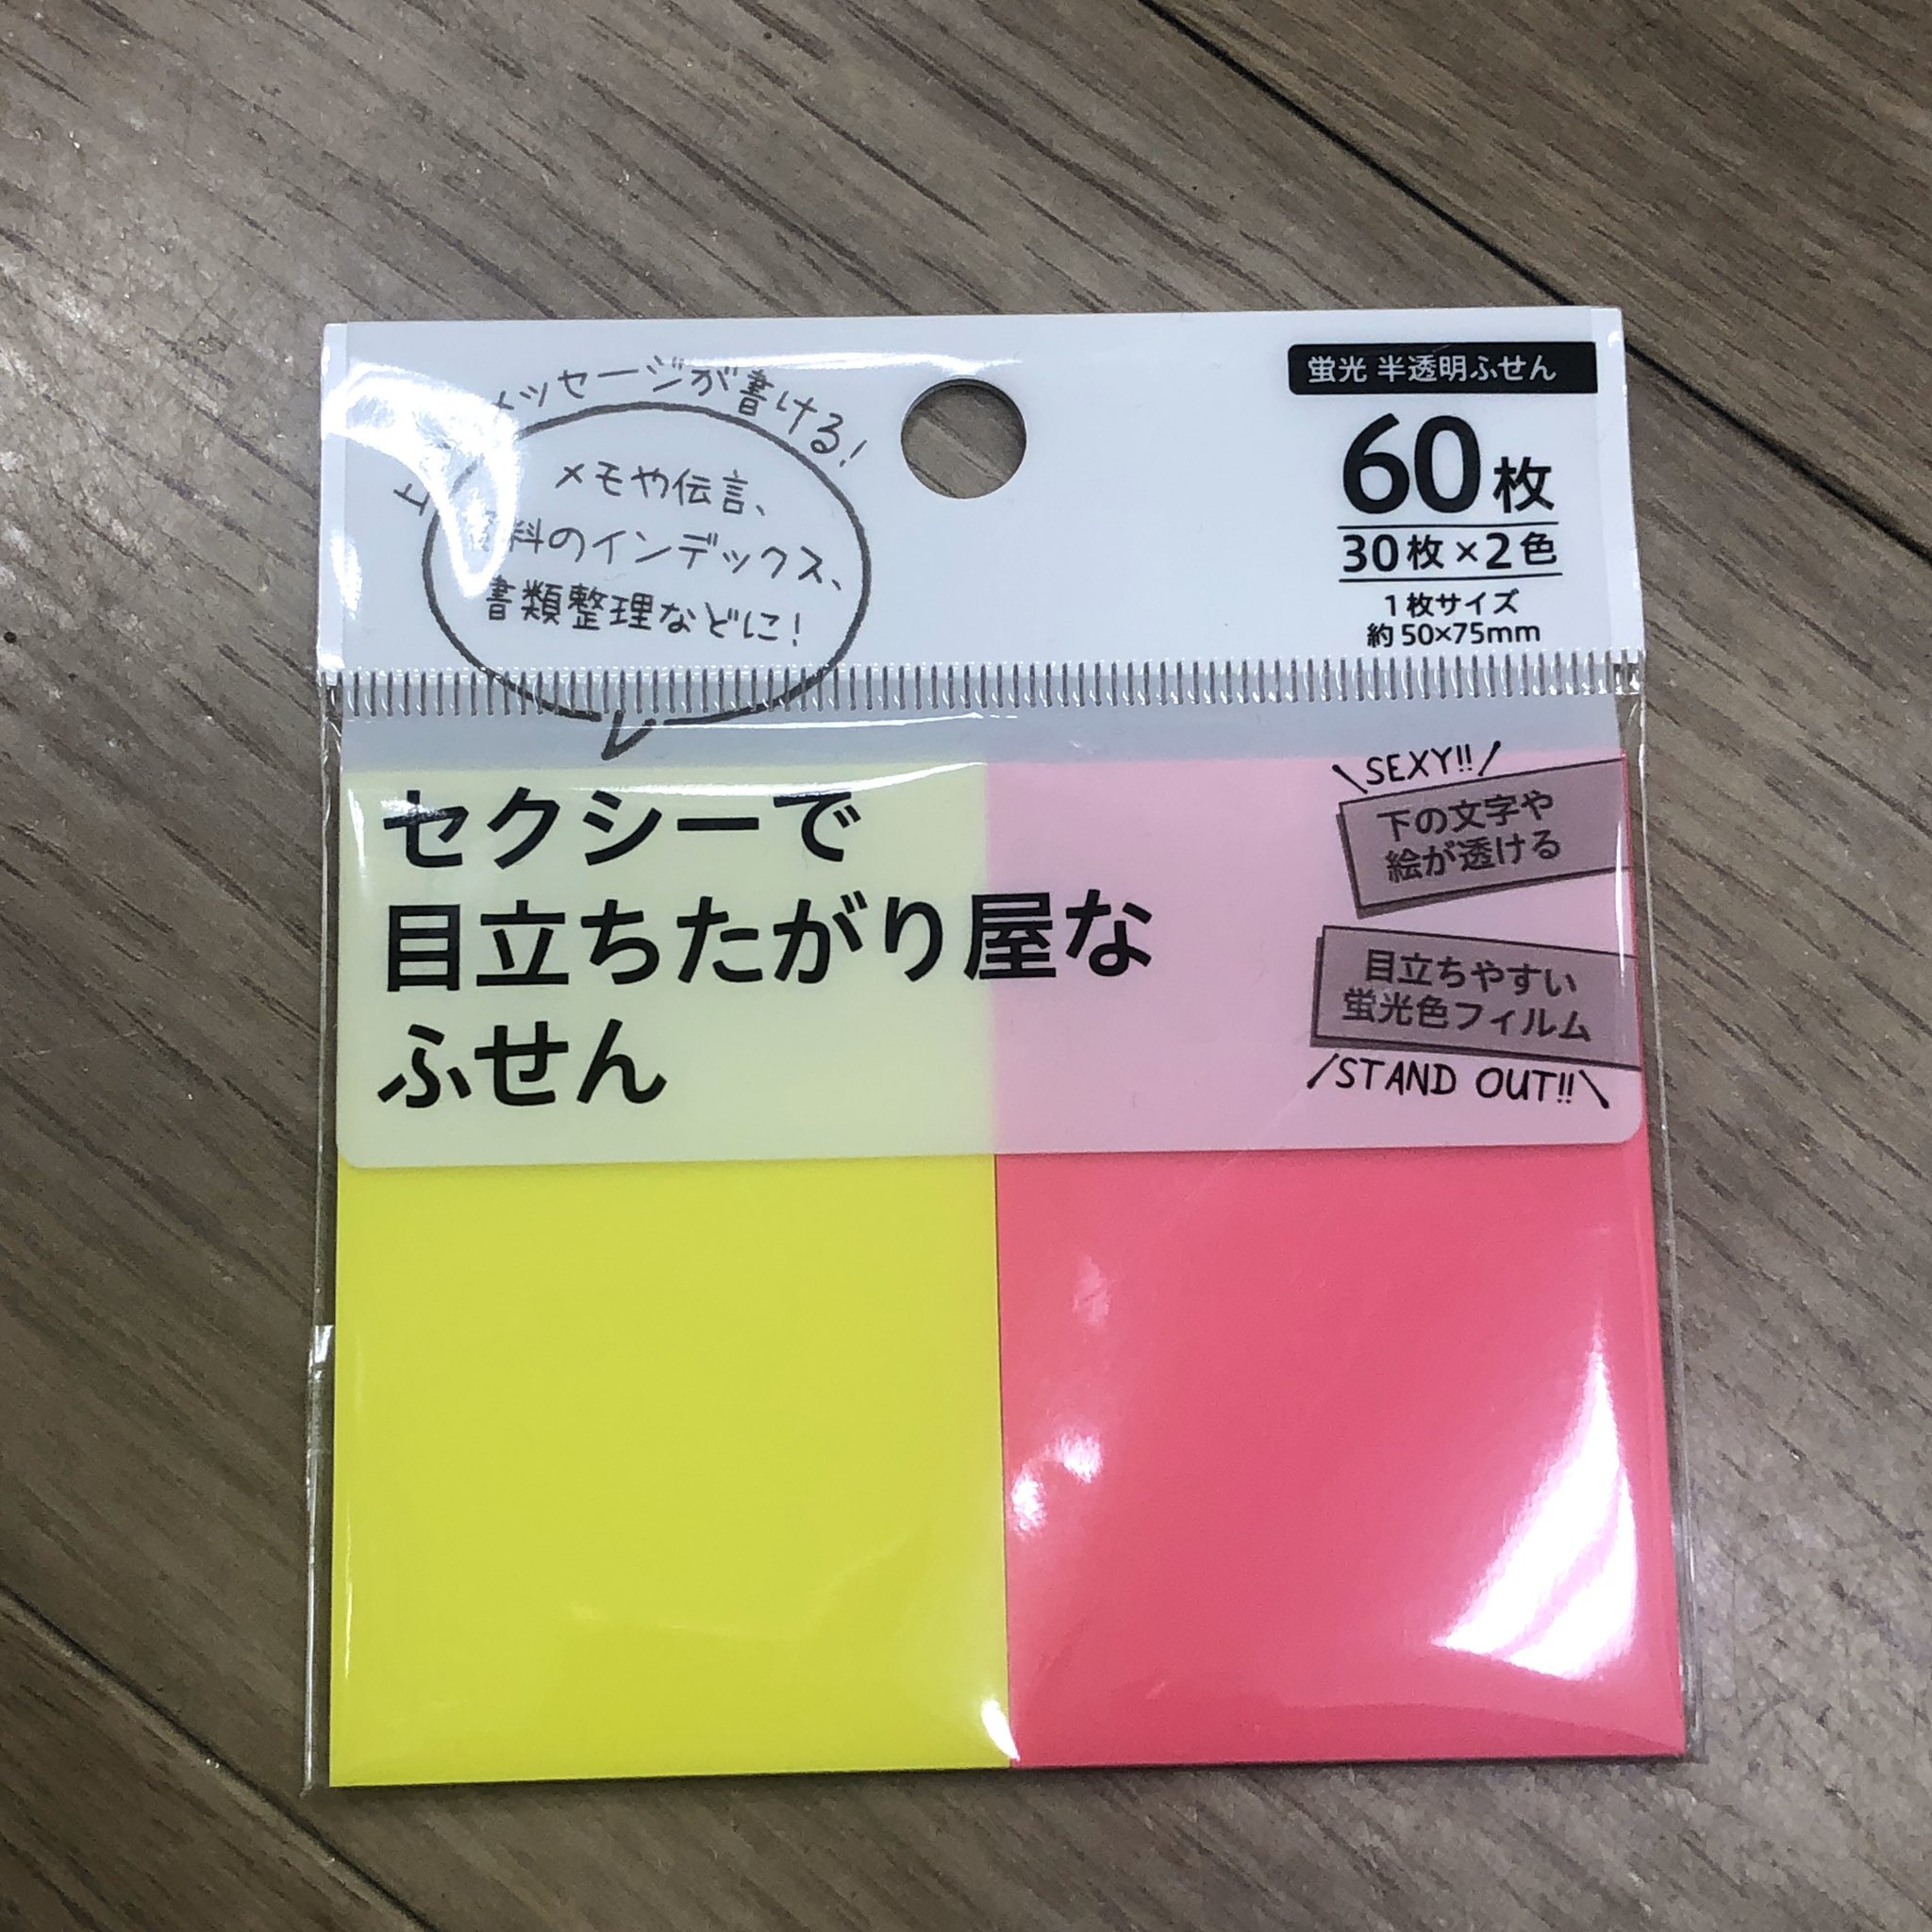 メッセージが書ける!
メモや伝言、
料のインデックス、
書類整理などに!
蛍光 半透明ふせん
60枚
30枚×2色
1枚サイズ
約50×75mm
セクシーで
目立ちたがり屋な
ふせん
SEXY!!
下の文字や
絵が透ける
目立ちやすい
蛍光色フィルム
STAND OUT!!